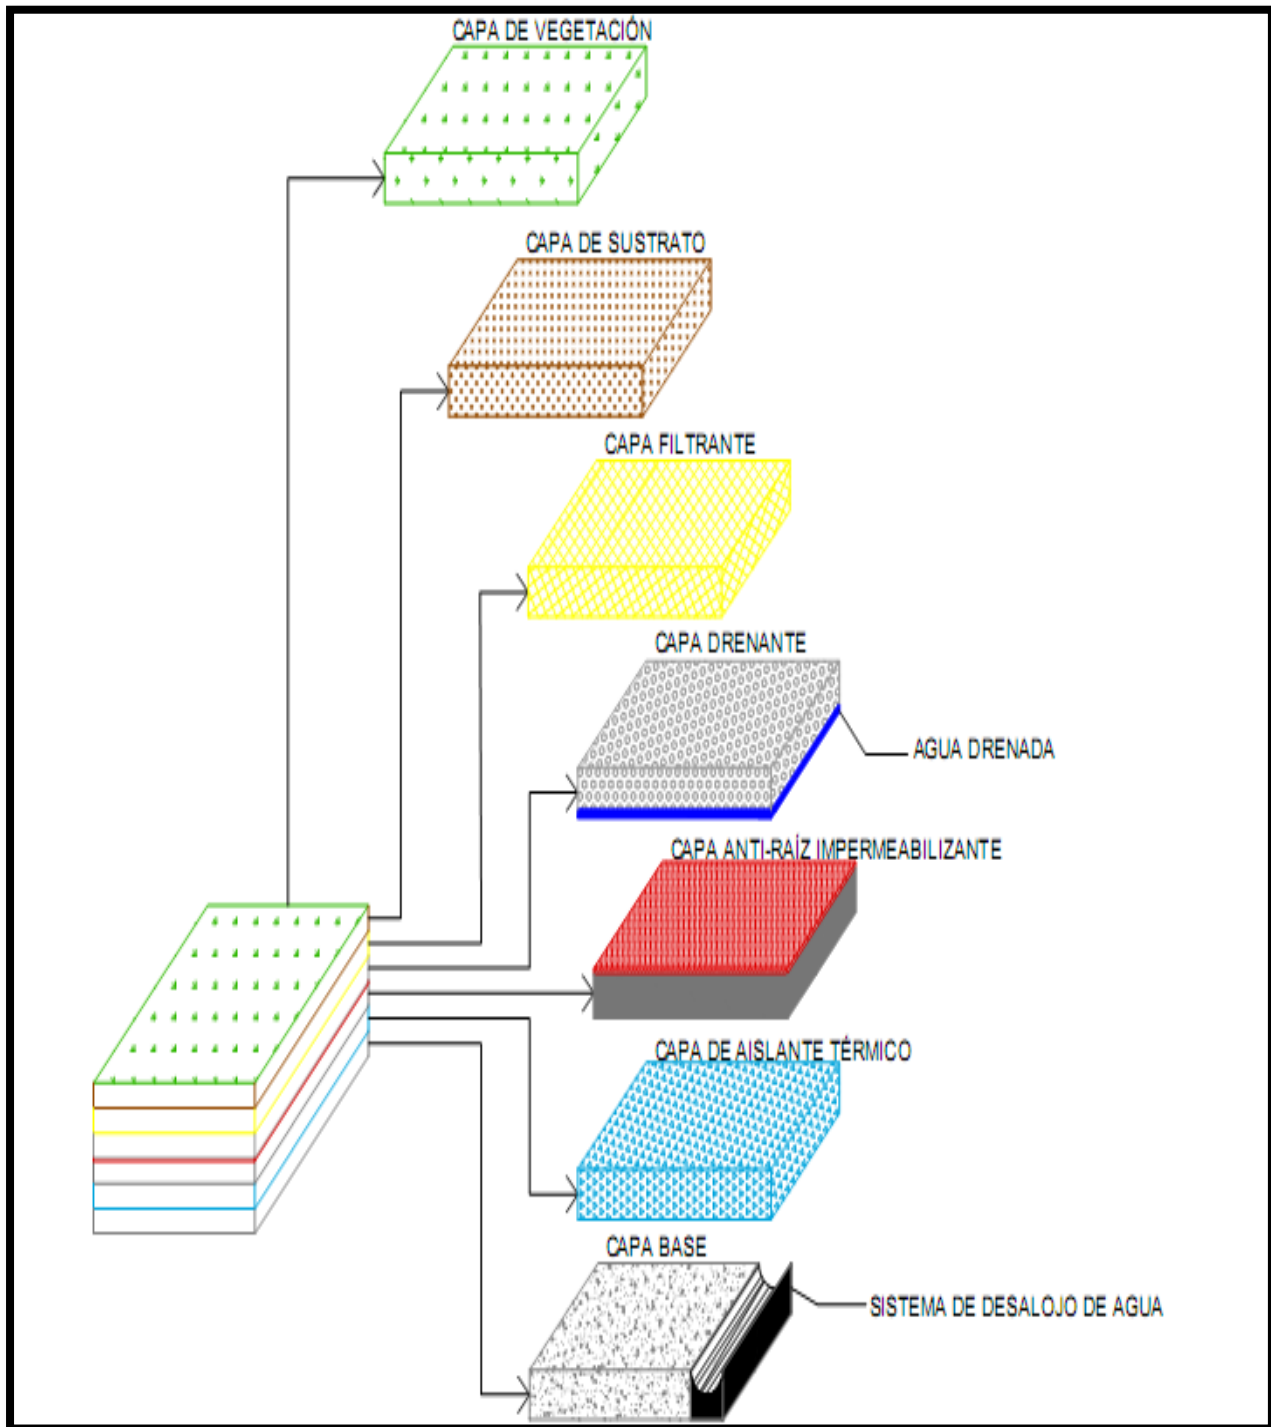 CAPA DE VEGETACIÓN
CAPA DE SUSTRATO
CAPA FILTRANTE
CAPA DRENANTE
AGUA DRENADA
CAPA ANTI-RAÍZ IMPERMEABILIZANTE
CAPA DE AISLANTE TÉRMICO
CAPA BASE
SISTEMA DE DESALOJO DE AGUA